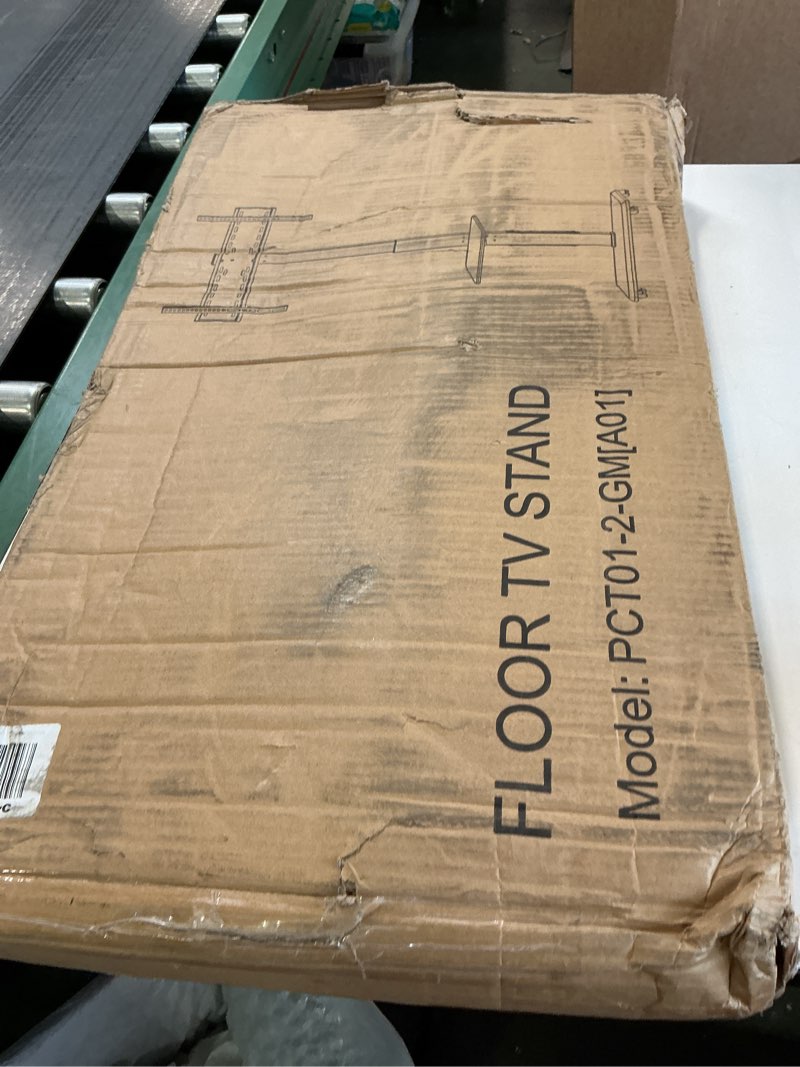 FLOOR TV STAND
Model: PCT01-2-GM[A01]